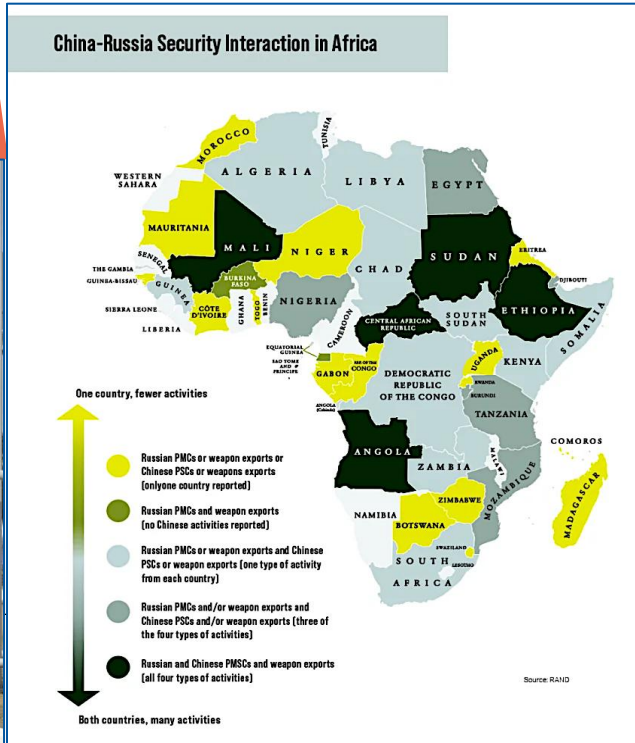 China-Russia Security Interaction in Africa
TUNISIA
MOROCCO
ALGERIA
LIBYA
EGYPT
WESTERN
SAHARA
MAURITANIA
MALI
NIGER
CHAD
SUDAN
ERITREA
DJIBOUTI
SENEGAL
THE GAMBIA
GUINEA-BISSAU
GUINEA
SIERRA LEONE
LIBERIA
CÔTE
D'IVOIRE
BURKINA
FASO
GHANA
TOGO
BENIN
NIGERIA
CAMEROON
CENTRAL AFRICAN
REPUBLIC
SOUTH
SUDAN
ETHIOPIA
SOMALIA
EQUATORIAL
GUINEA
SAO TOME
AND
PRINCIPE
GABON
REP OF THE
CONGO
DEMOCRATIC
REPUBLIC
OF THE CONGO
UGANDA
KENYA
RWANDA
BURUNDI
TANZANIA
ANGOLA
(Cabinda)
ANGOLA
ZAMBIA
MALAWI
MOZAMBIQUE
COMOROS
MADAGASCAR
ZIMBABWE
NAMIBIA
BOTSWANA
SWAZILAND
LESOTHO
SOUTH
AFRICA
One country, fewer activities
Russian PMCs or weapon exports or
Chinese PSCs or weapons exports
(onlyone country reported)
Russian PMCs and weapon exports
(no Chinese activities reported)
Russian PMCs or weapon exports and Chinese
PSCs or weapon exports (one type of activity
from each country)
Russian PMCs and/or weapon exports and
Chinese PSCs and/or weapon exports (three of
the four types of activities)
Russian and Chinese PMSCs and weapon exports
(all four types of activities)
Both countries, many activities
Source: RAND